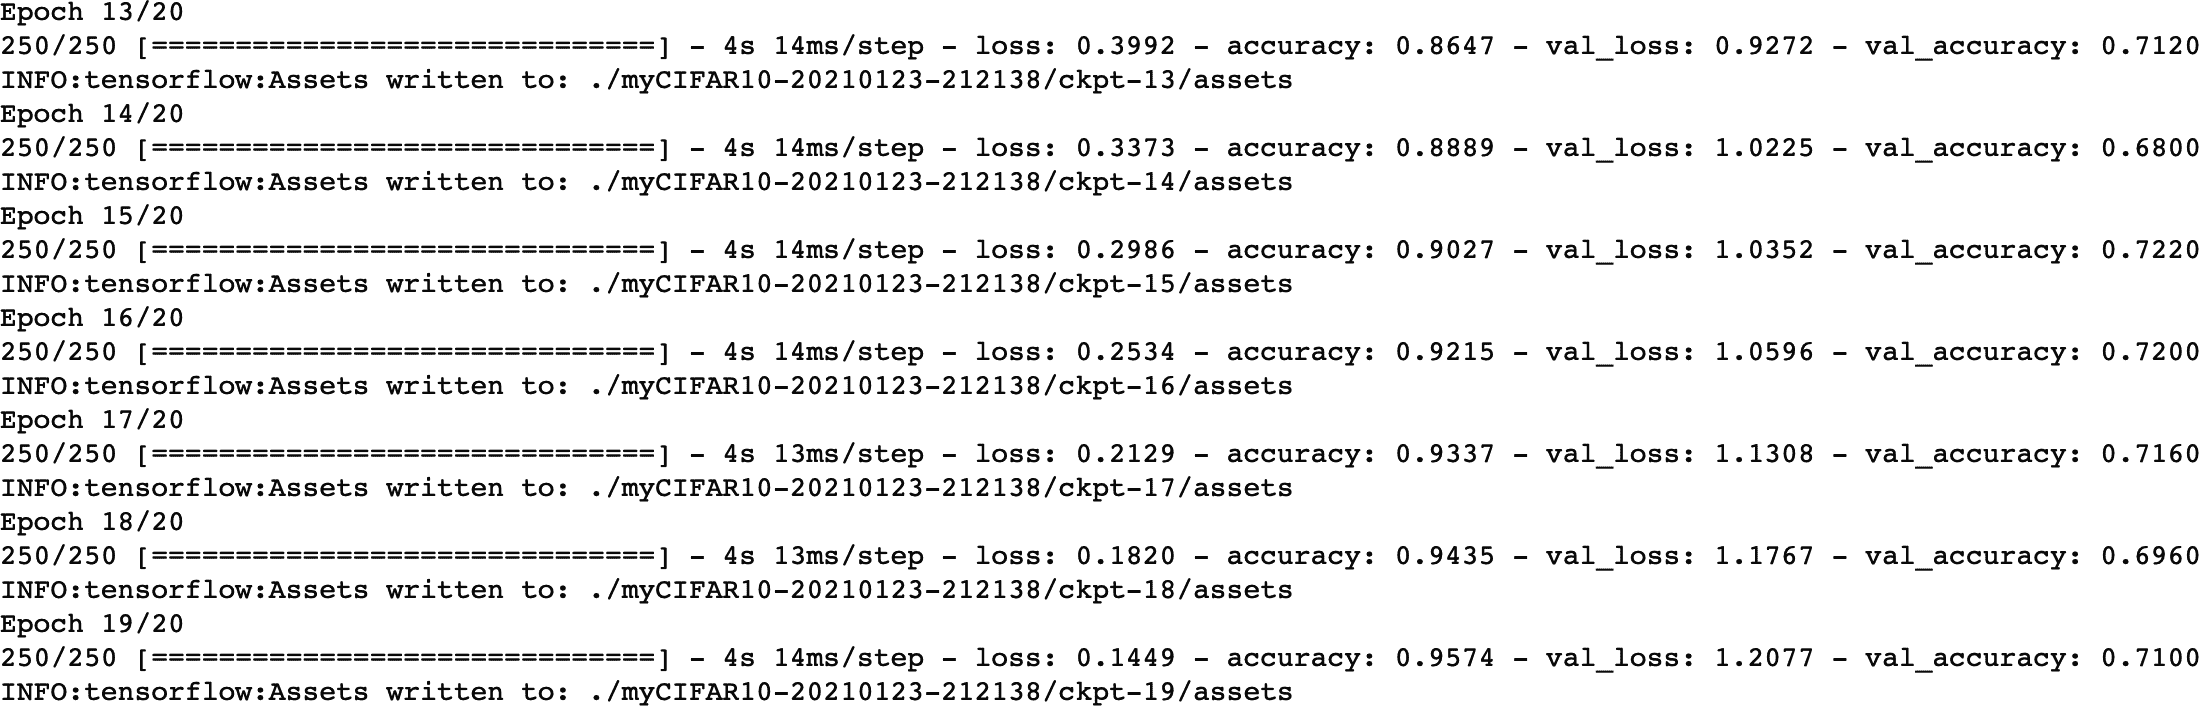 Epoch 13/20
250/250 [==============================] - 4s 14ms/step - loss: 0.3992 - accuracy: 0.8647 - val_loss: 0.9272 - val_accuracy: 0.7120
INFO:tensorflow:Assets written to: ./myCIFAR10-20210123-212138/ckpt-13/assets
Epoch 14/20
250/250 [==============================] - 4s 14ms/step - loss: 0.3373 - accuracy: 0.8889 - val_loss: 1.0225 - val_accuracy: 0.6800
INFO:tensorflow:Assets written to: ./myCIFAR10-20210123-212138/ckpt-14/assets
Epoch 15/20
250/250 [==============================] - 4s 14ms/step - loss: 0.2986 - accuracy: 0.9027 - val_loss: 1.0352 - val_accuracy: 0.7220
INFO:tensorflow:Assets written to: ./myCIFAR10-20210123-212138/ckpt-15/assets
Epoch 16/20
250/250 [==============================] - 4s 14ms/step - loss: 0.2534 - accuracy: 0.9215 - val_loss: 1.0596 - val_accuracy: 0.7200
INFO:tensorflow:Assets written to: ./myCIFAR10-20210123-212138/ckpt-16/assets
Epoch 17/20
250/250 [==============================] - 4s 13ms/step - loss: 0.2129 - accuracy: 0.9337 - val_loss: 1.1308 - val_accuracy: 0.7160
INFO:tensorflow:Assets written to: ./myCIFAR10-20210123-212138/ckpt-17/assets
Epoch 18/20
250/250 [==============================] - 4s 13ms/step - loss: 0.1820 - accuracy: 0.9435 - val_loss: 1.1767 - val_accuracy: 0.6960
INFO:tensorflow:Assets written to: ./myCIFAR10-20210123-212138/ckpt-18/assets
Epoch 19/20
250/250 [==============================] - 4s 14ms/step - loss: 0.1449 - accuracy: 0.9574 - val_loss: 1.2077 - val_accuracy: 0.7100
INFO:tensorflow:Assets written to: ./myCIFAR10-20210123-212138/ckpt-19/assets